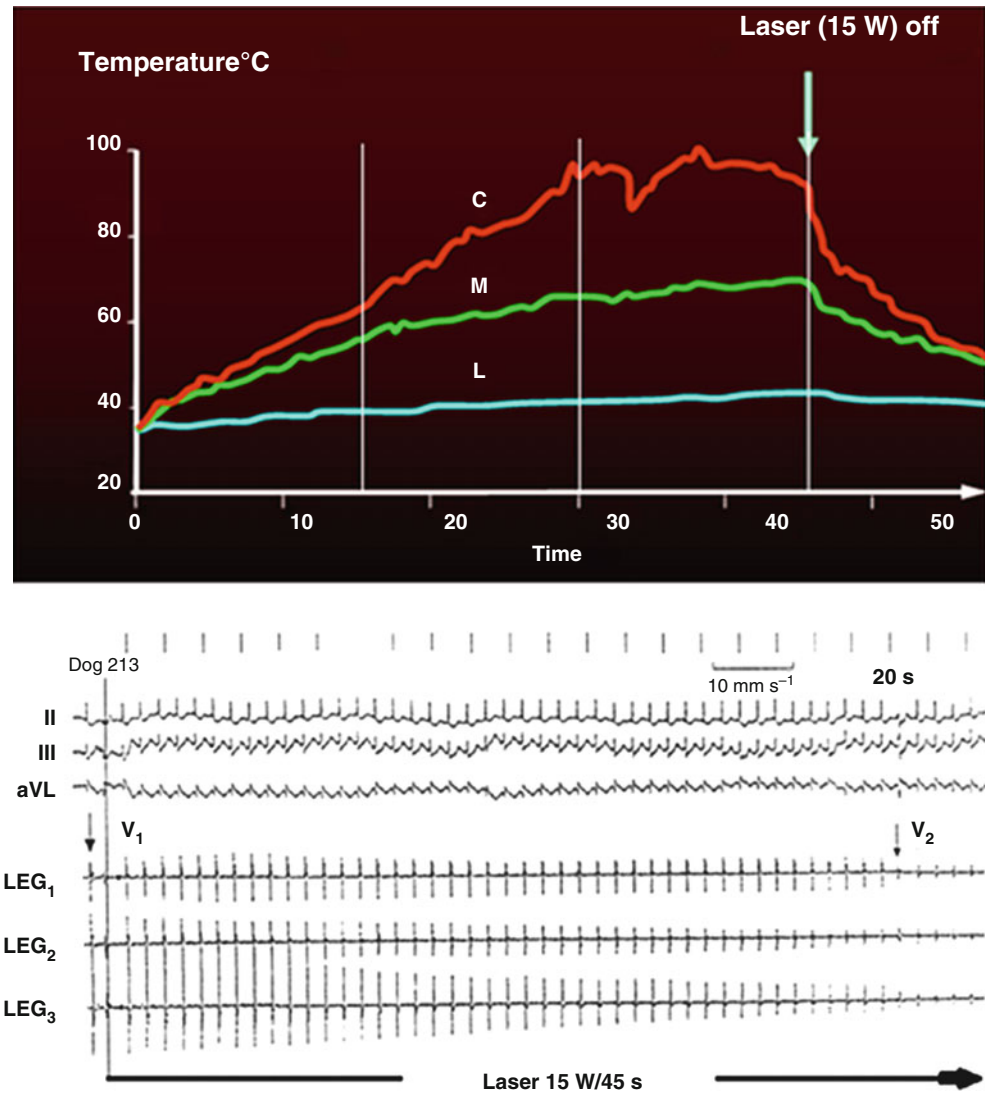 Laser (15 W) off
Temperature°C
100
80
60
40
20
C
M
L
0 10 20 30 40 50
Time
Dog 213
10 mm s⁻¹
20 s
II
III
aVL
V₁
V₂
LEG₁
LEG₂
LEG₃
Laser 15 W/45 s